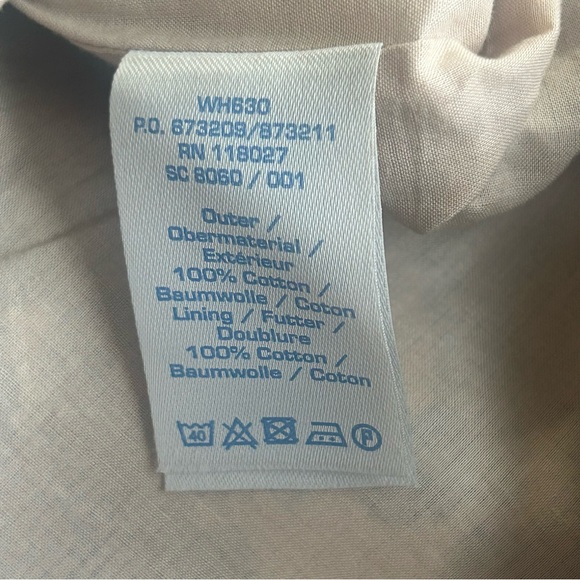 WH630
P.O. 673209/673211
RN 118027
SC 8060 / 001
Outer /
Obermaterial /
Extérieur
100% Cotton /
Baumwolle / Coton
Lining / Futter /
Doublure
100% Cotton /
Baumwolle / Coton
40
P